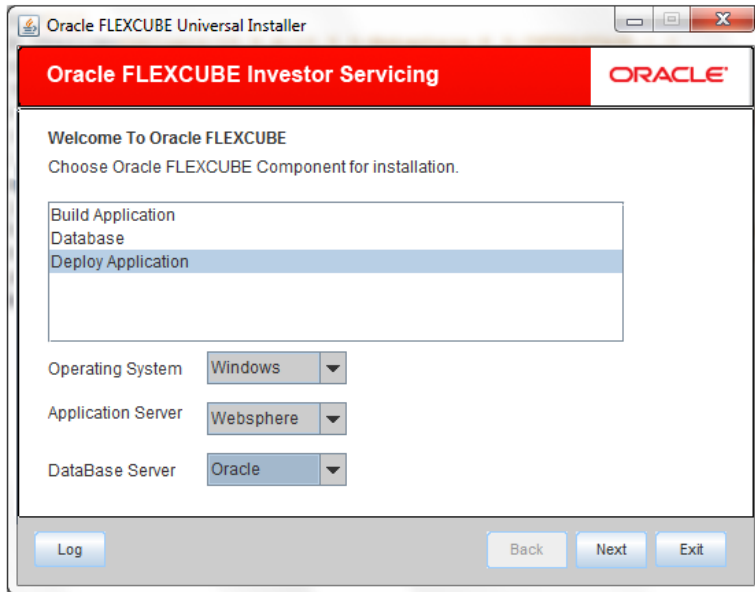 Oracle FLEXCUBE Universal Installer
Oracle FLEXCUBE Investor Servicing
ORACLE
Welcome To Oracle FLEXCUBE
Choose Oracle FLEXCUBE Component for installation.
Build Application
Database
Deploy Application
Operating System Windows
Application Server Websphere
DataBase Server Oracle
Log Back Next Exit